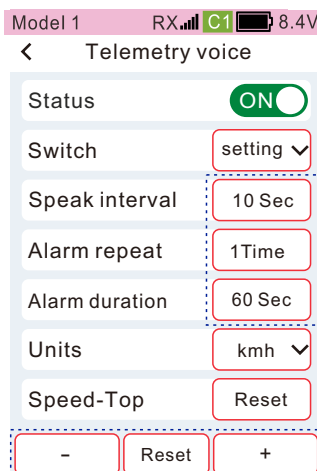 Model 1 RX C1 8.4V
< Telemetry voice
Status ON
Switch setting
Speak interval 10 Sec
Alarm repeat 1Time
Alarm duration 60 Sec
Units kmh
Speed-Top Reset
- Reset +